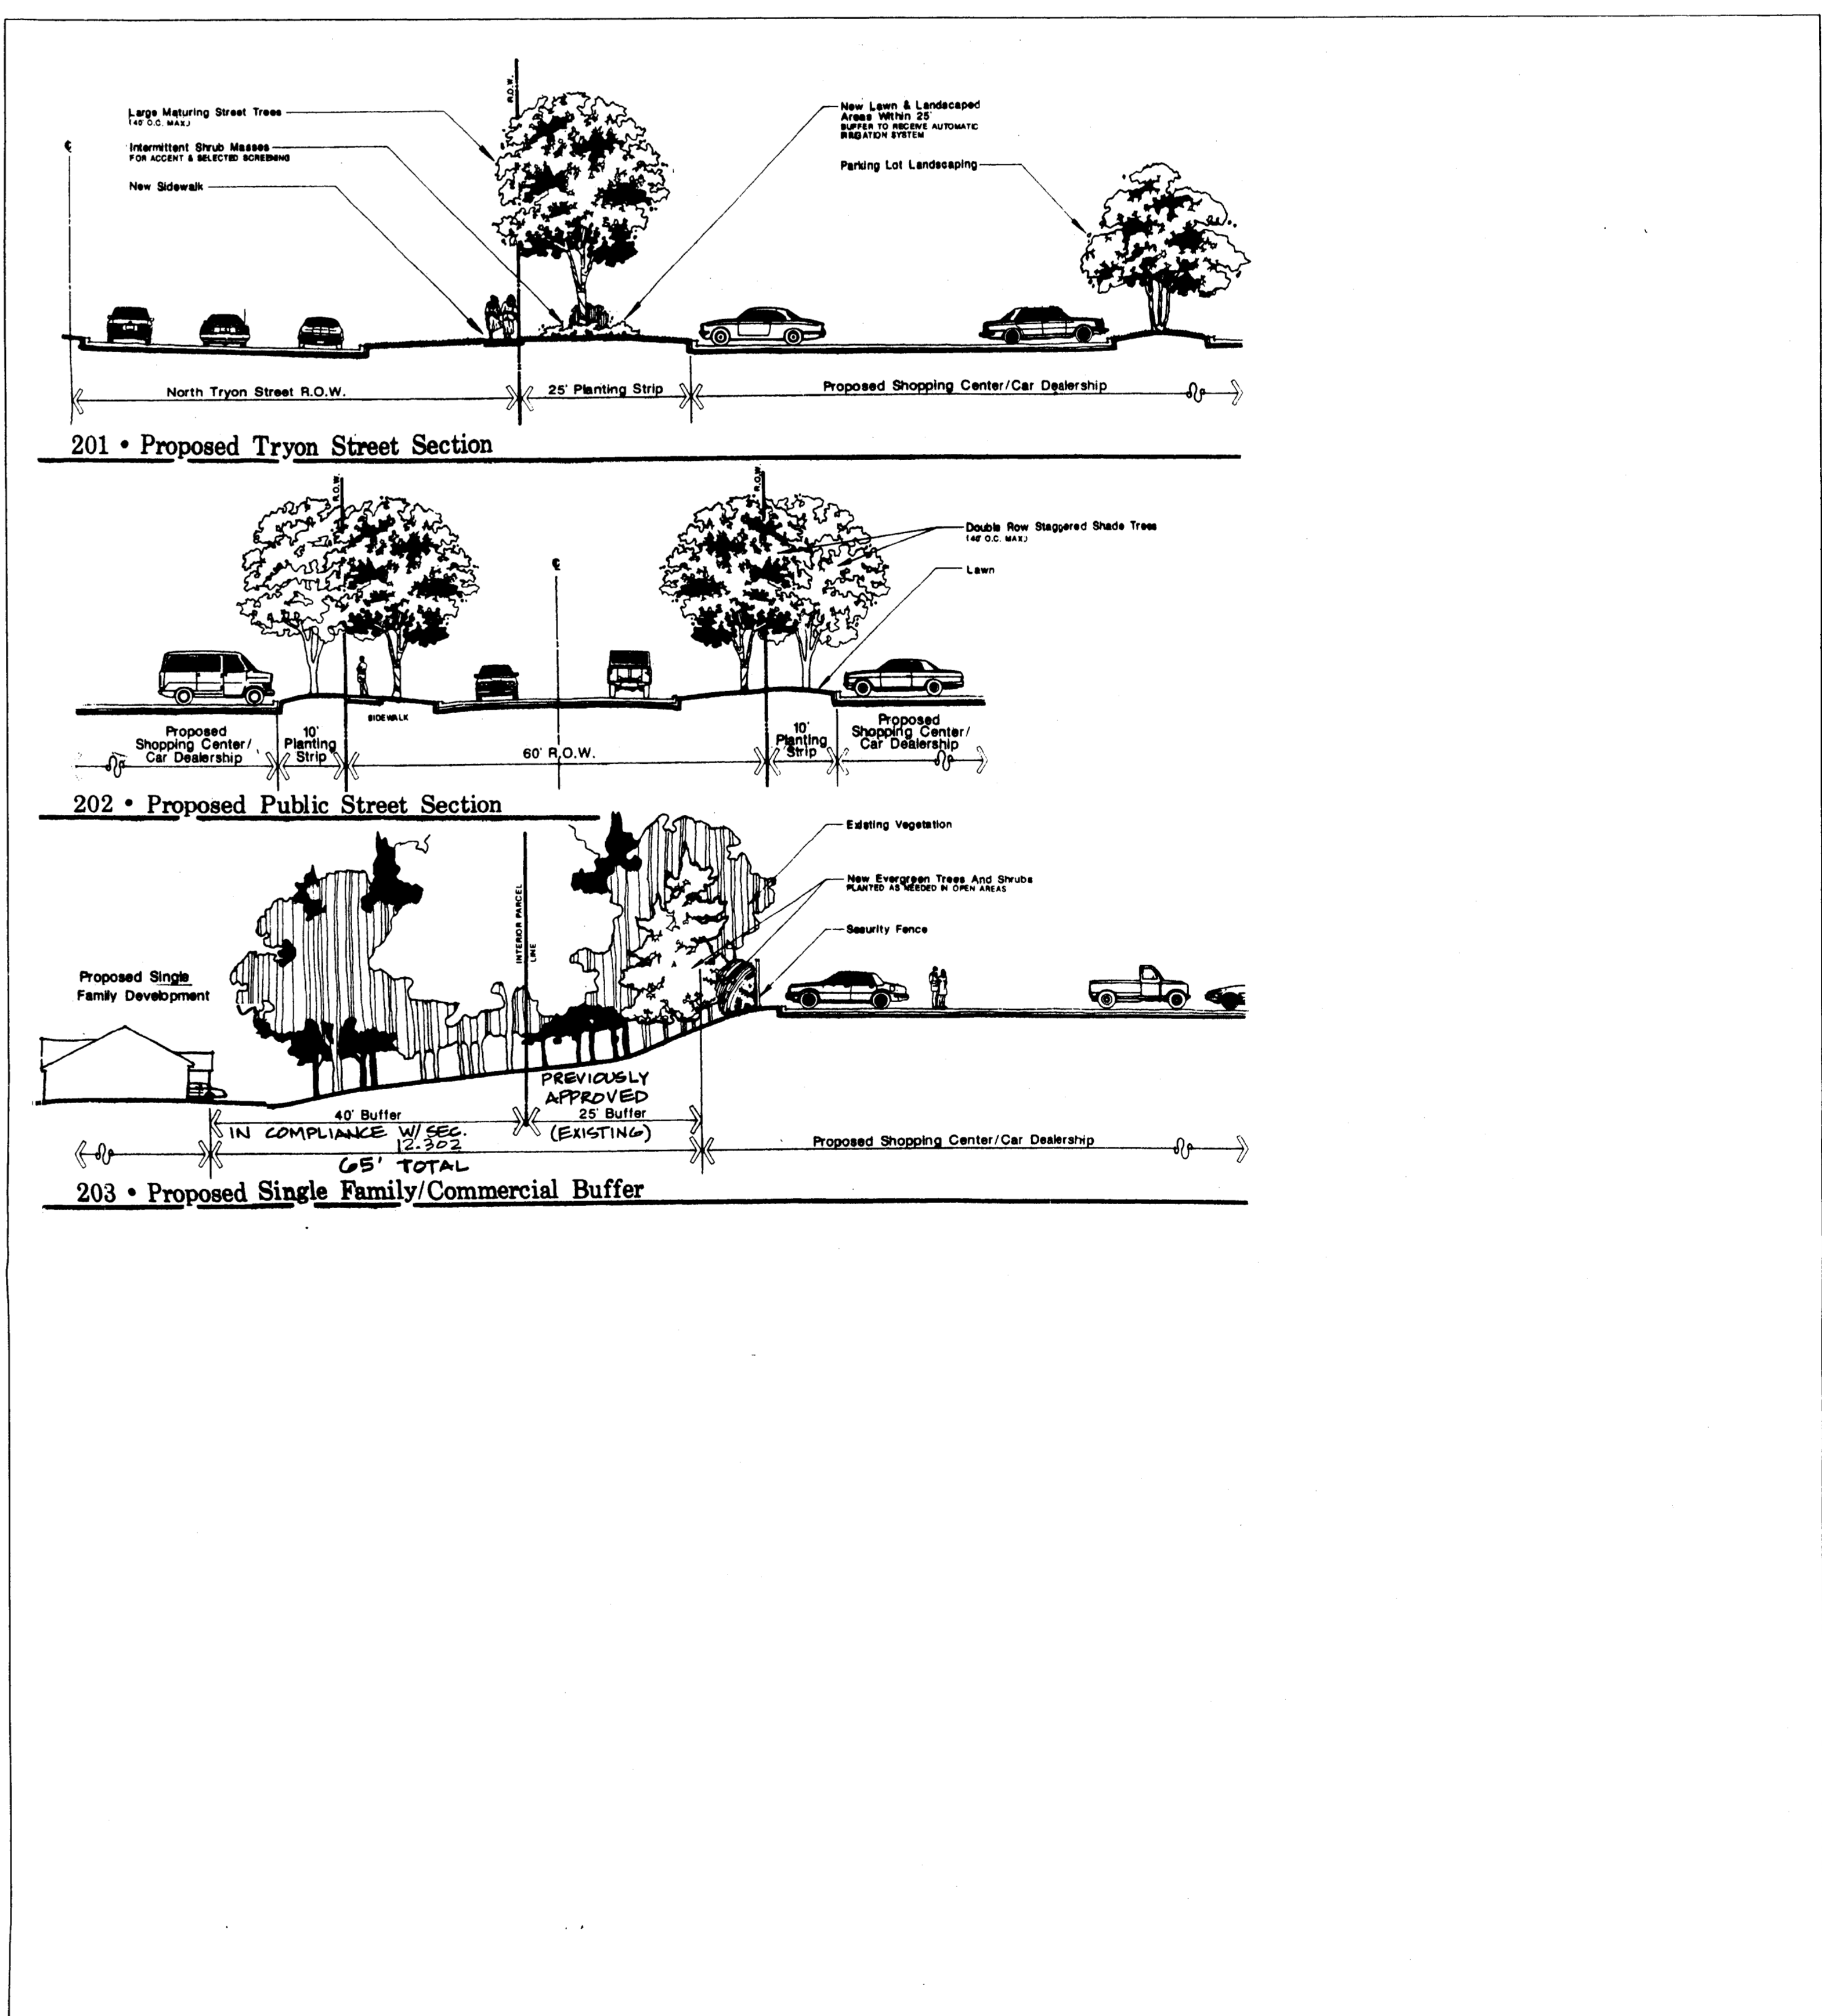 R.O.W.
Large Maturing Street Trees
(40' O.C. MAX.)
Intermittent Shrub Masses
FOR ACCENT & SELECTED SCREENING
New Sidewalk
New Lawn & Landscaped
Areas Within 25'
BUFFER TO RECEIVE AUTOMATIC
IRRIGATION SYSTEM
Parking Lot Landscaping
North Tryon Street R.O.W.
25' Planting Strip
Proposed Shopping Center/Car Dealership
201 • Proposed Tryon Street Section
R.O.W.
R.O.W.
Double Row Staggered Shade Trees
(40' O.C. MAX.)
Lawn
SIDEWALK
Proposed
Shopping Center/
Car Dealership
10'
Planting
Strip
60' R.O.W.
10'
Planting
Strip
Proposed
Shopping Center/
Car Dealership
202 • Proposed Public Street Section
Existing Vegetation
New Evergreen Trees And Shrubs
PLANTED AS NEEDED IN OPEN AREAS
Security Fence
INTERIOR PARCEL
LINE
Proposed Single
Family Development
PREVIOUSLY
APPROVED
40' Buffer
25' Buffer
IN COMPLIANCE W/ SEC.
12.302
(EXISTING)
65' TOTAL
Proposed Shopping Center/Car Dealership
203 • Proposed Single Family/Commercial Buffer